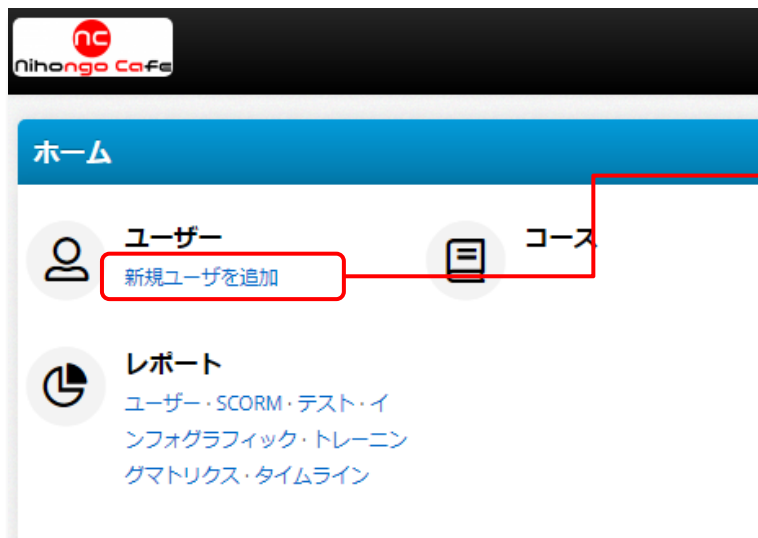 nc
nihongo cafe
ホーム
ユーザー
新規ユーザを追加
コース
レポート
ユーザー · SCORM · テスト · イ
ンフォグラフィック · トレーニン
グマトリクス · タイムライン